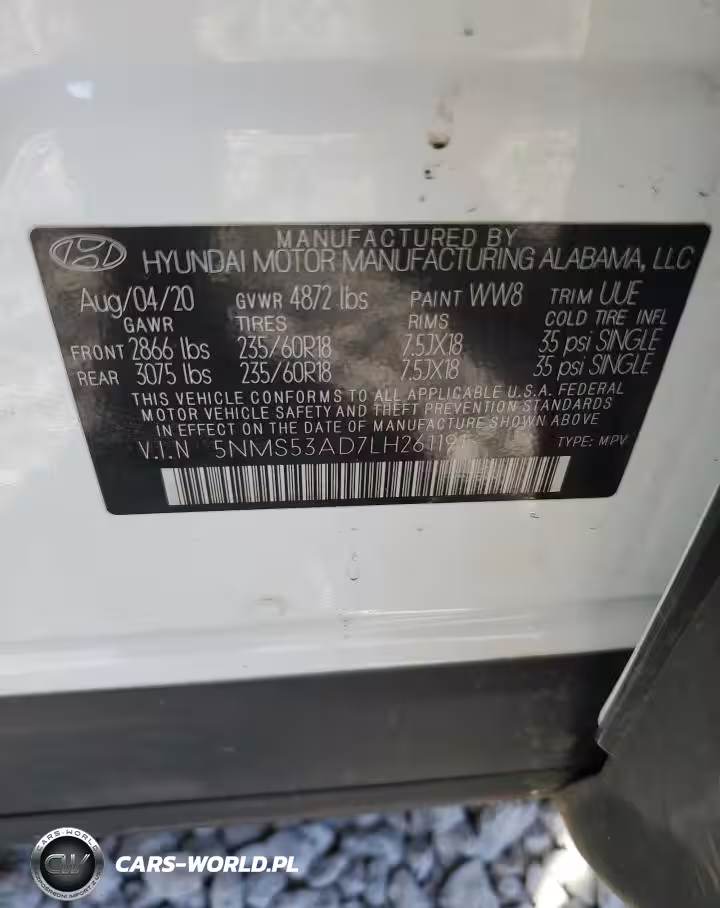 MANUFACTURED BY
HYUNDAI MOTOR MANUFACTURING ALABAMA, LLC
Aug/04/20 GVWR 4872 lbs PAINT WW8 TRIM UUE
GAWR TIRES RIMS COLD TIRE INFL
FRONT 2866 lbs 235/60R18 7.5JX18 35 psi SINGLE
REAR 3075 lbs 235/60R18 7.5JX18 35 psi SINGLE
THIS VEHICLE CONFORMS TO ALL APPLICABLE U.S.A. FEDERAL
MOTOR VEHICLE SAFETY AND THEFT PREVENTION STANDARDS
IN EFFECT ON THE DATE OF MANUFACTURE SHOWN ABOVE.
V.I.N 5NMS53AD7LH261191 TYPE: MPV
CARS-WORLD
CW
CARS-WORLD.PL